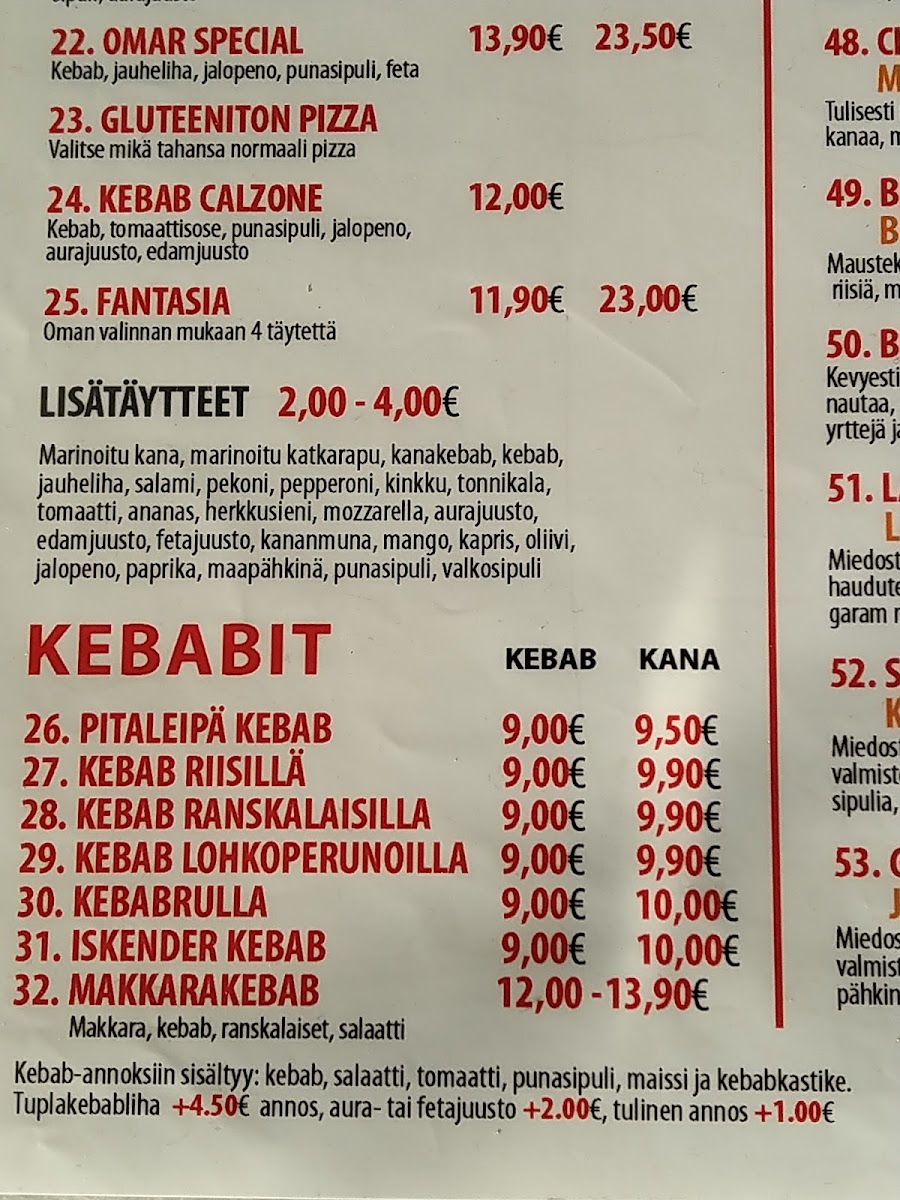 22. OMAR SPECIAL 13,90€ 23,50€
Kebab, jauheliha, jalopeno, punasipuli, feta
23. GLUTEENITON PIZZA
Valitse mikä tahansa normaali pizza
24. KEBAB CALZONE 12,00€
Kebab, tomaattisose, punasipuli, jalopeno,
aurajuusto, edamjuusto
25. FANTASIA 11,90€ 23,00€
Oman valinnan mukaan 4 täytettä
LISÄTÄYTTEET 2,00 - 4,00€
Marinoitu kana, marinoitu katkarapu, kanakebab, kebab,
jauheliha, salami, pekoni, pepperoni, kinkku, tonnikala,
tomaatti, ananas, herkkusieni, mozzarella, aurajuusto,
edamjuusto, fetajuusto, kananmuna, mango, kapris, oliivi,
jalopeno, paprika, maapähkinä, punasipuli, valkosipuli
KEBABIT KEBAB KANA
26. PITALEIPÄ KEBAB 9,00€ 9,50€
27. KEBAB RIISILLÄ 9,00€ 9,90€
28. KEBAB RANSKALAISILLA 9,00€ 9,90€
29. KEBAB LOHKOPERUNOILLA 9,00€ 9,90€
30. KEBABRULLA 9,00€ 10,00€
31. ISKENDER KEBAB 9,00€ 10,00€
32. MAKKARAKEBAB 12,00 -13,90€
Makkara, kebab, ranskalaiset, salaatti
Kebab-annoksiin sisältyy: kebab, salaatti, tomaatti, punasipuli, maissi ja kebabkastike.
Tuplakebabliha +4.50€ annos, aura- tai fetajuusto +2.00€, tulinen annos +1.00€
48.
Tulisesti
kanaa,
49.
riisiä,
50.
Kevyesti
nautaa,
yrttejä
51.
garam
52.
sipulia,
53.